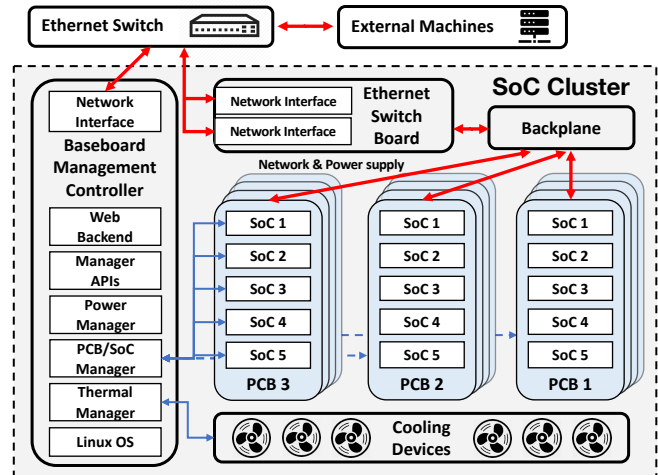 Ethernet Switch
External Machines
SoC Cluster
Network
Interface
Baseboard
Management
Controller
Web
Backend
Manager
APIs
Power
Manager
PCB/SoC
Manager
Thermal
Manager
Linux OS
Network Interface
Network Interface
Ethernet
Switch
Board
Backplane
Network & Power supply
SoC 1
SoC 2
SoC 3
SoC 4
SoC 5
PCB 3
SoC 1
SoC 2
SoC 3
SoC 4
SoC 5
PCB 2
SoC 1
SoC 2
SoC 3
SoC 4
SoC 5
PCB 1
Cooling
Devices